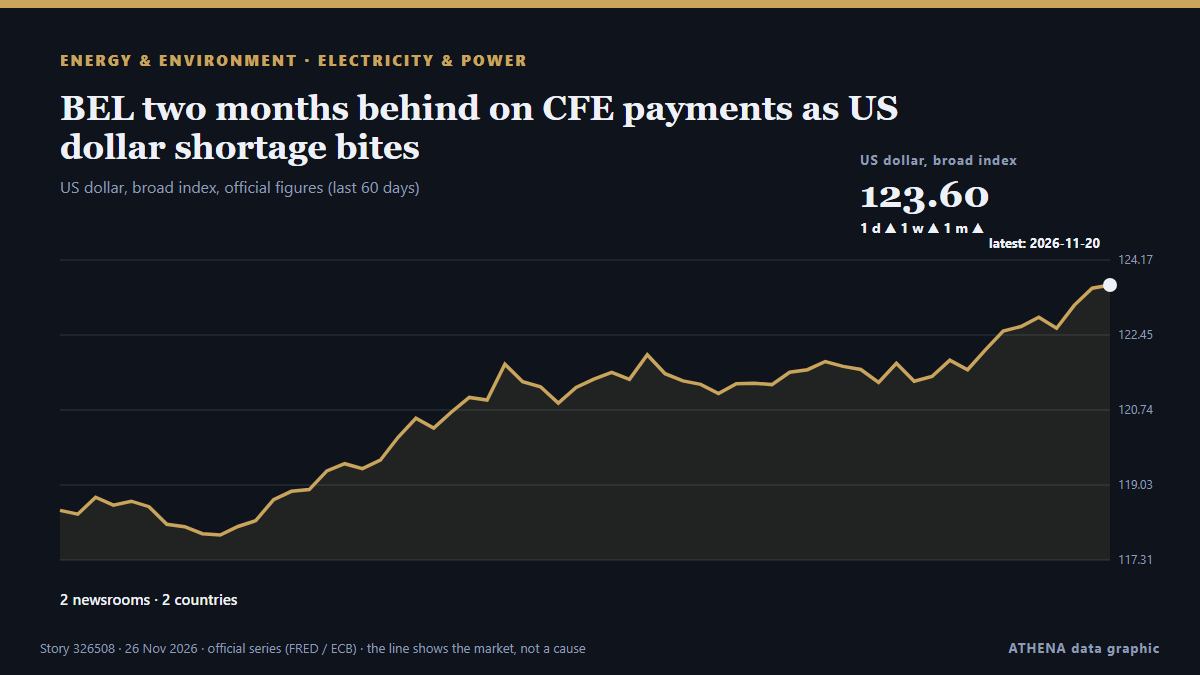 ENERGY & ENVIRONMENT · ELECTRICITY & POWER
BEL two months behind on CFE payments as US
dollar shortage bites
US dollar, broad index, official figures (last 60 days)
US dollar, broad index
123.60
1 d ▲ 1 w ▲ 1 m ▲
latest: 2026-11-20
124.17
122.45
120.74
119.03
117.31
2 newsrooms · 2 countries
Story 326508 · 26 Nov 2026 · official series (FRED / ECB) · the line shows the market, not a cause
ATHENA data graphic